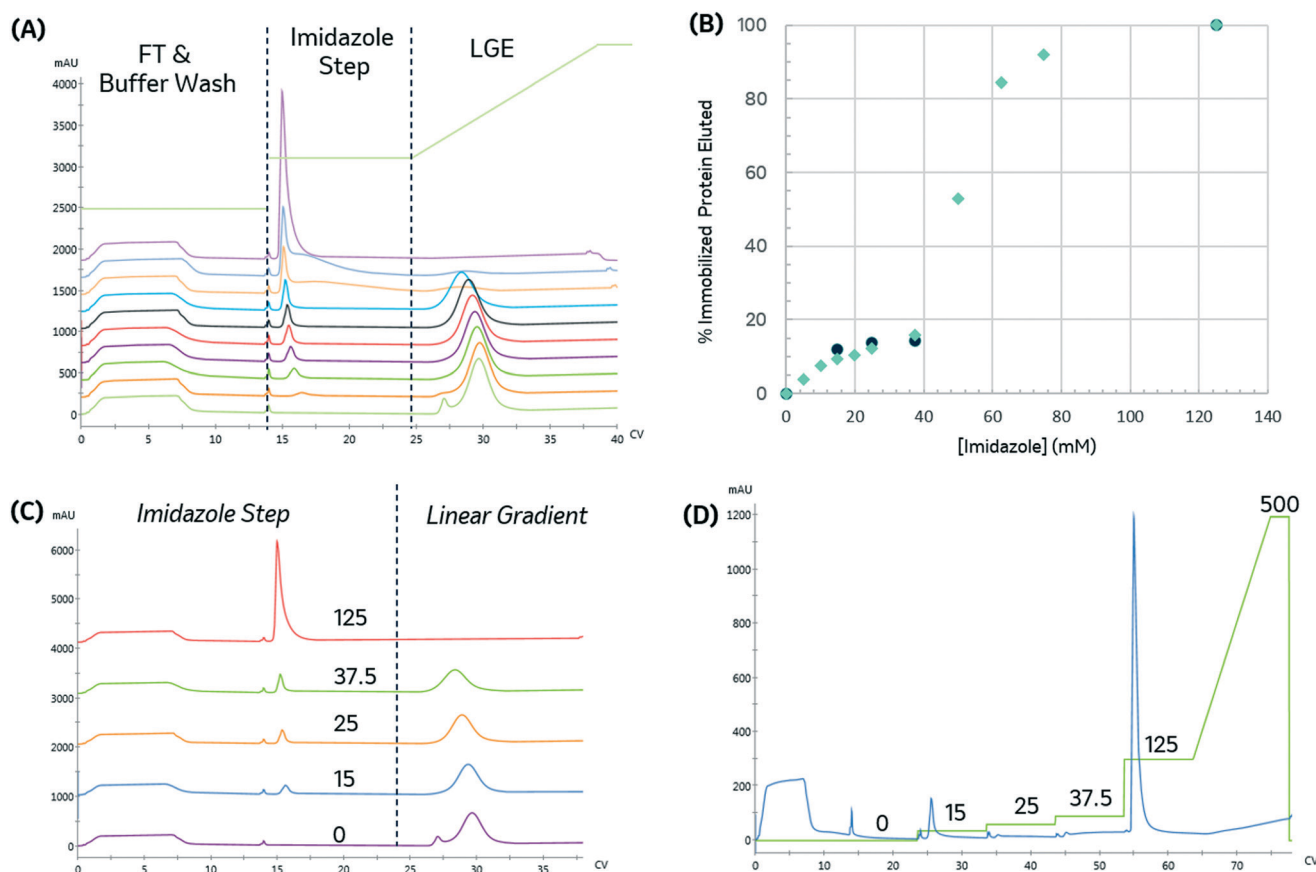 (A)
FT &
Buffer Wash
Imidazole
Step
LGE
mAU
4000
3500
3000
2500
2000
1500
1000
500
0
0 5 10 15 20 25 30 35 40 CV
(B)
% Immobilized Protein Eluted
100
80
60
40
20
0
0 20 40 60 80 100 120 140
[Imidazole] (mM)
(C)
mAU
Imidazole Step
Linear Gradient
6000
5000
4000
3000
2000
1000
0
125
37.5
25
15
0
0 5 10 15 20 25 30 35 CV
(D)
mAU
1200
1000
800
600
400
200
0
0
15
25
37.5
125
500
0 10 20 30 40 50 60 70 CV